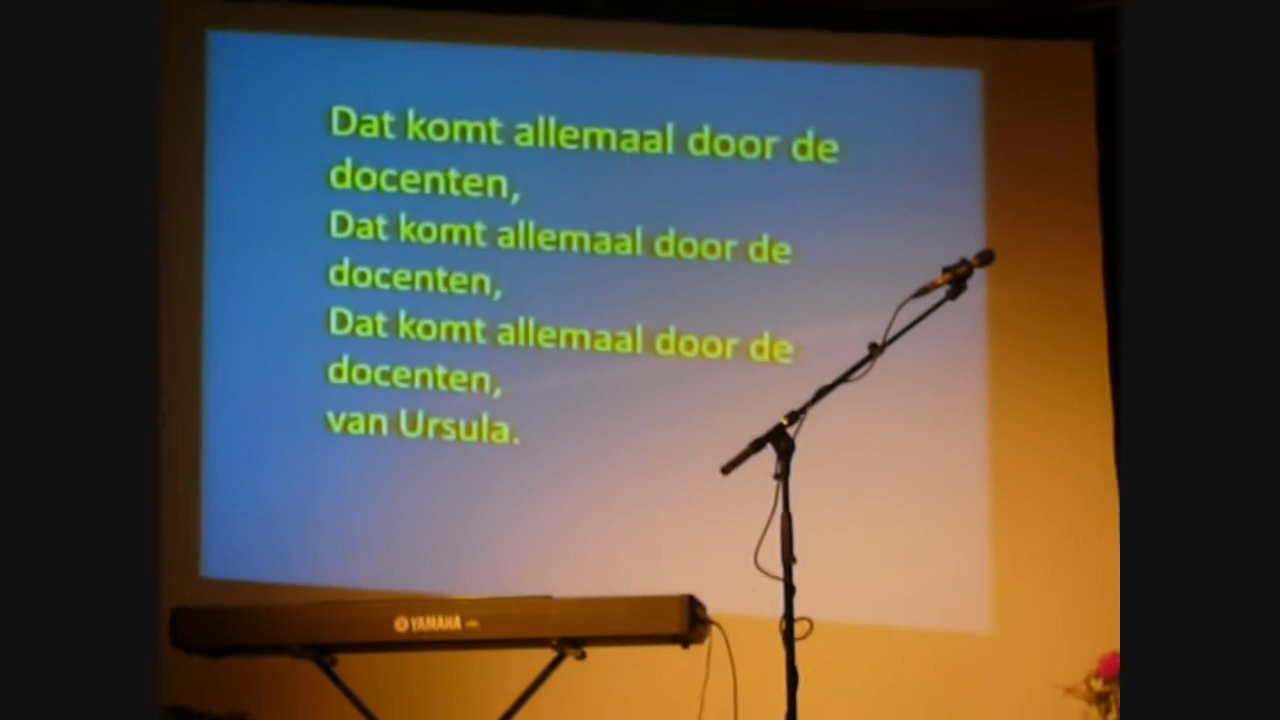 Dat komt allemaal door de
docenten,
Dat komt allemaal door de
docenten,
Dat komt allemaal door de
docenten,
van Ursula.
YAMAHA